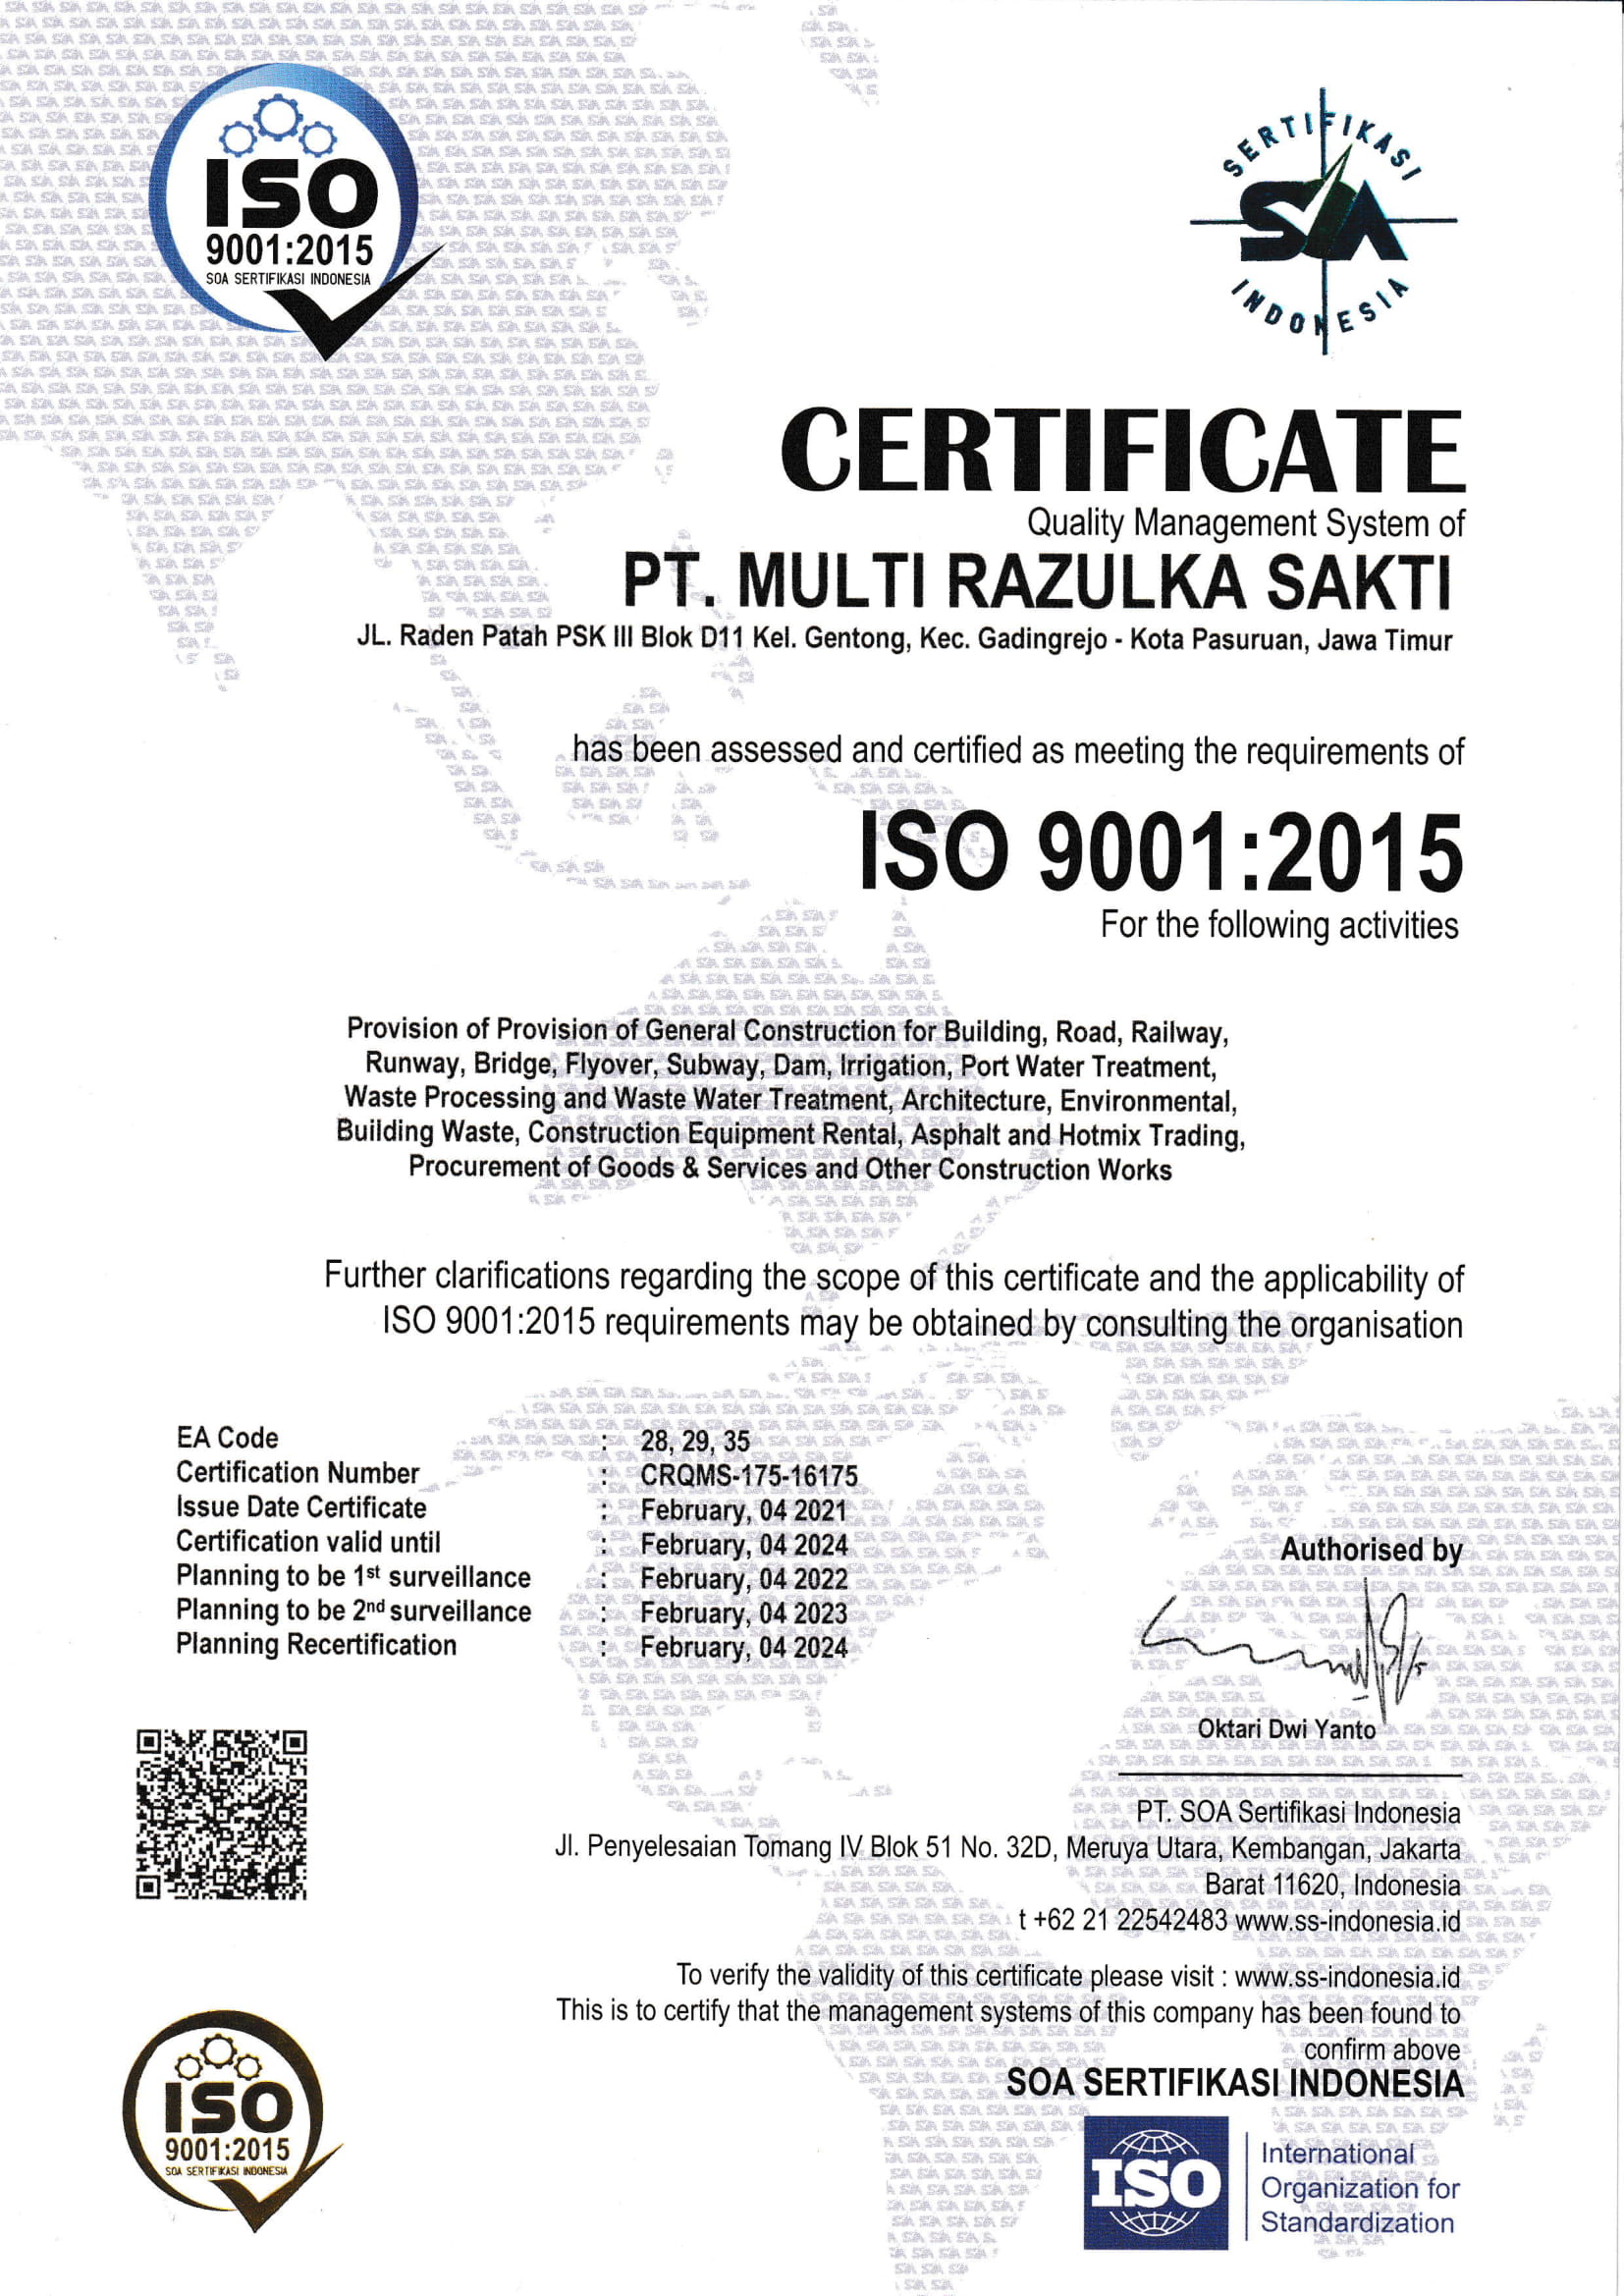 ISO
9001:2015
SOA SERTIFIKASI INDONESIA
SERTIFIKASI
SOA
INDONESIA
CERTIFICATE
Quality Management System of
PT. MULTI RAZULKA SAKTI
JL. Raden Patah PSK III Blok D11 Kel. Gentong, Kec. Gadingrejo - Kota Pasuruan, Jawa Timur
has been assessed and certified as meeting the requirements of
ISO 9001:2015
For the following activities
Provision of Provision of General Construction for Building, Road, Railway,
Runway, Bridge, Flyover, Subway, Dam, Irrigation, Port Water Treatment,
Waste Processing and Waste Water Treatment, Architecture, Environmental,
Building Waste, Construction Equipment Rental, Asphalt and Hotmix Trading,
Procurement of Goods & Services and Other Construction Works
Further clarifications regarding the scope of this certificate and the applicability of
ISO 9001:2015 requirements may be obtained by consulting the organisation
EA Code : 28, 29, 35
Certification Number : CRQMS-175-16175
Issue Date Certificate : February, 04 2021
Certification valid until : February, 04 2024
Planning to be 1st surveillance : February, 04 2022
Planning to be 2nd surveillance : February, 04 2023
Planning Recertification : February, 04 2024
Authorised by
Oktari Dwi Yanto
PT. SOA Sertifikasi Indonesia
Jl. Penyelesaian Tomang IV Blok 51 No. 32D, Meruya Utara, Kembangan, Jakarta
Barat 11620, Indonesia
t +62 21 22542483 www.ss-indonesia.id
To verify the validity of this certificate please visit : www.ss-indonesia.id
This is to certify that the management systems of this company has been found to
confirm above
SOA SERTIFIKASI INDONESIA
ISO
9001:2015
SOA SERTIFIKASI INDONESIA
ISO
International
Organization for
Standardization